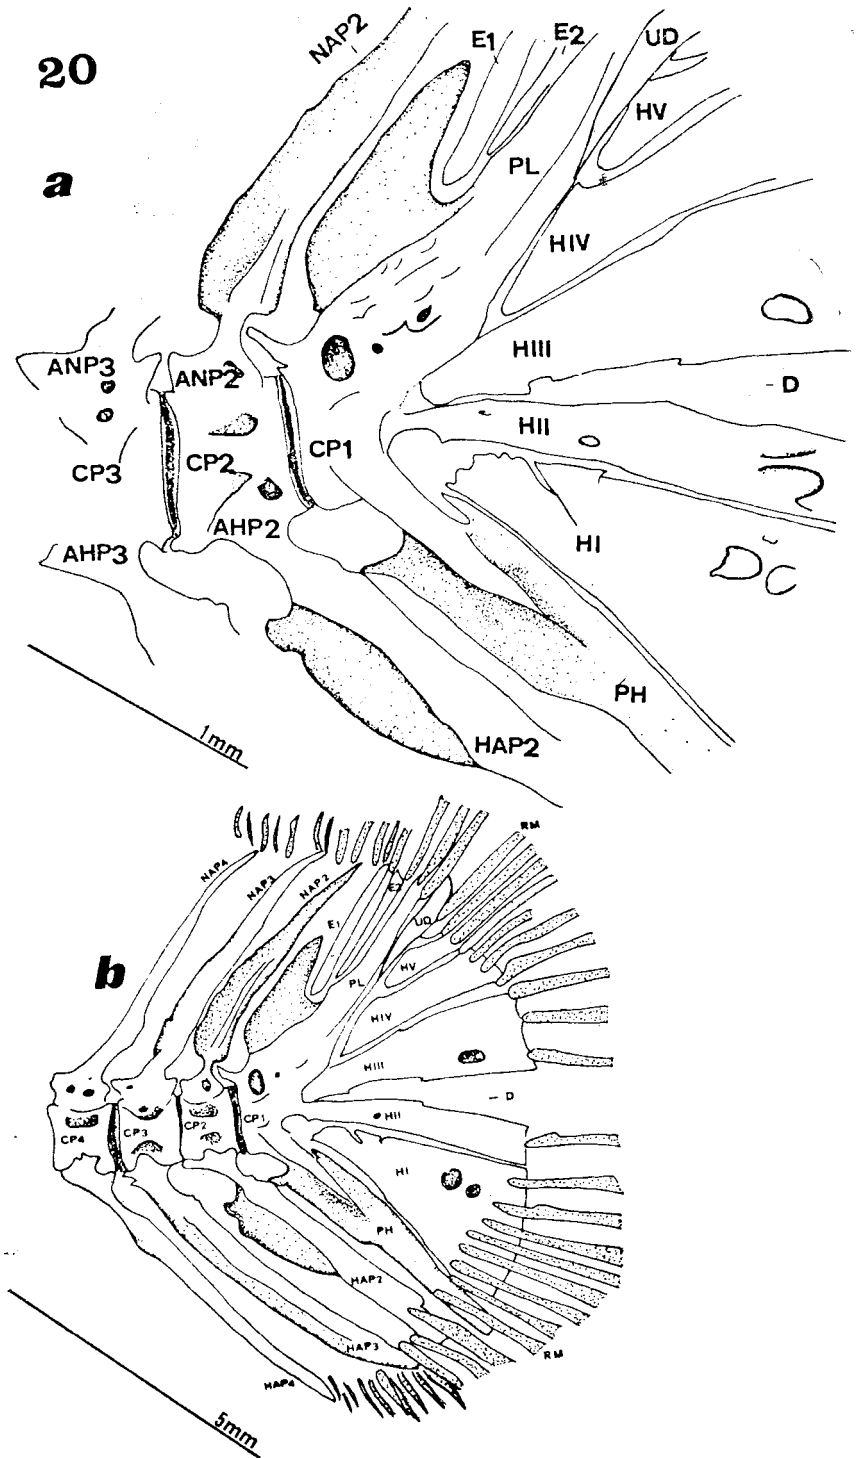 20
a
NAP2
E1
E2
UD
HV
PL
HIV
HIII
D
HII
HI
ANP3
ANP2
CP3
CP2
CP1
AHP3
AHP2
PH
HAP2
1mm
DC
b
NAP4
NAP3
NAP2
E1
E2
UD
RM
PL
HV
HIV
HIII
D
HII
HI
CP4
CP3
CP2
CP1
PH
HAP2
HAP3
HAP4
RM
5mm